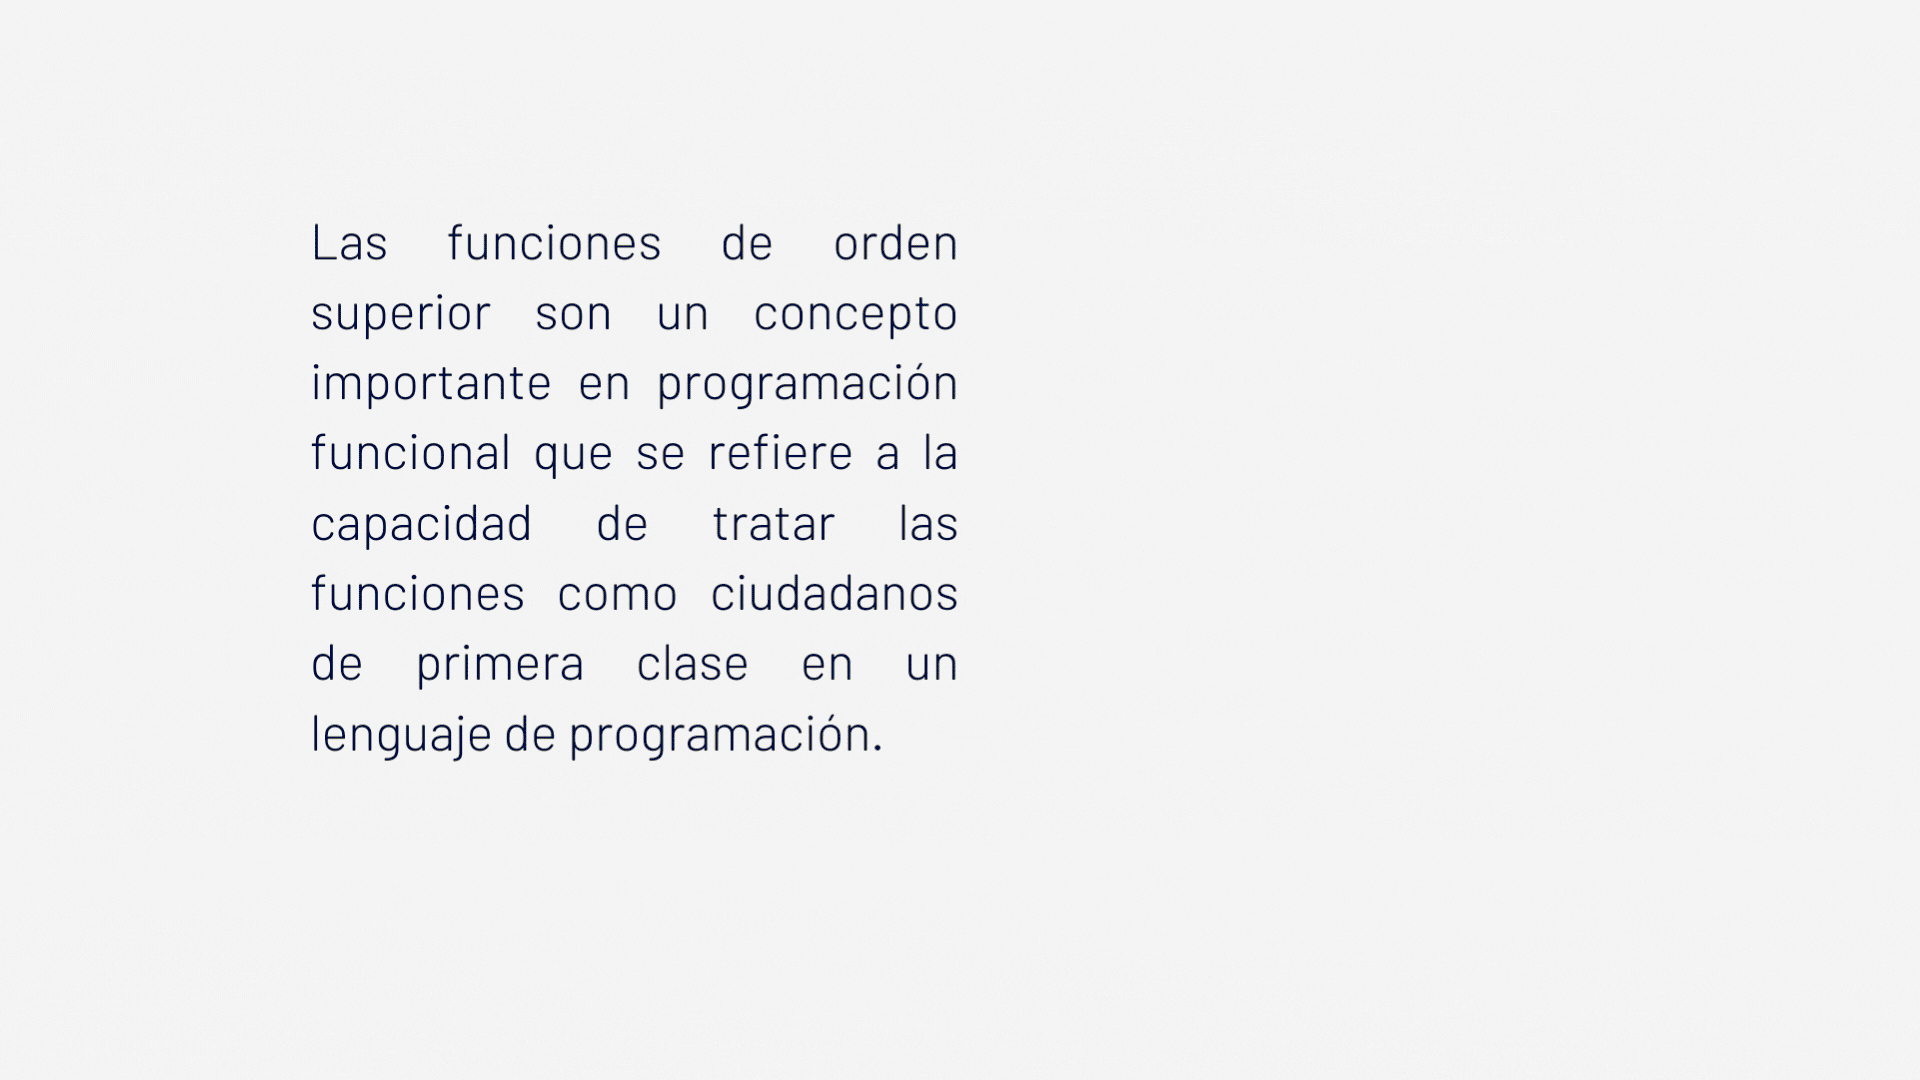 Las funciones de orden
superior son un concepto
importante en programación
funcional que se refiere a la
capacidad de tratar las
funciones como ciudadanos
de primera clase en un
lenguaje de programación.